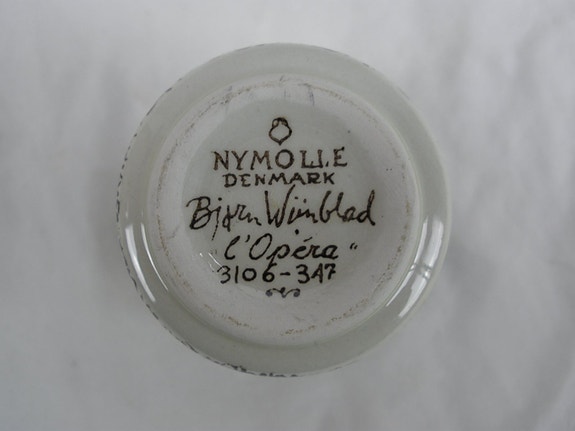 NYMOLLE
DENMARK
Bjørn Wiinblad
"l'Opéra"
3106-347